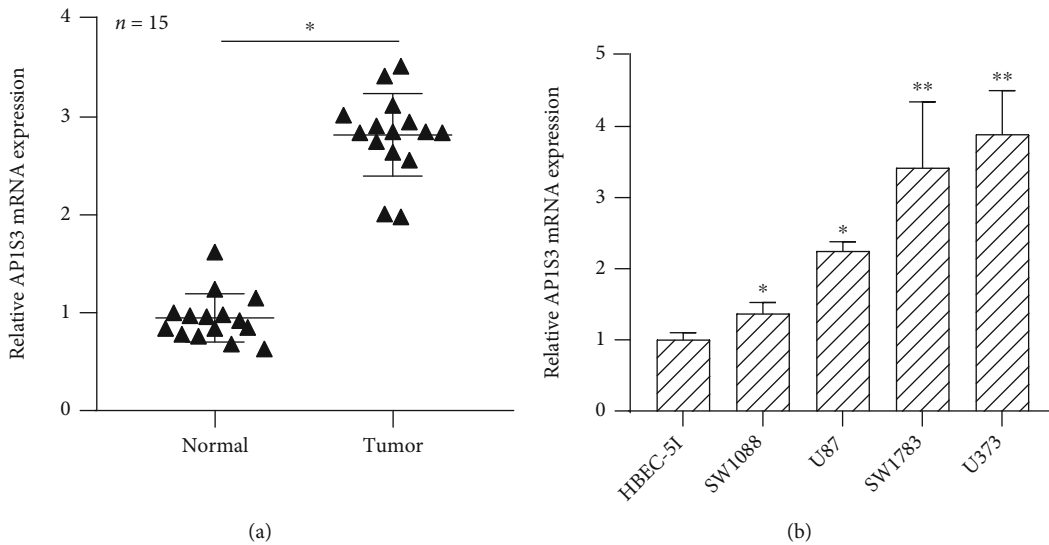 n = 15
*
Relative AP1S3 mRNA expression
4
3
2
1
0
Normal
Tumor
(a)
Relative AP1S3 mRNA expression
5
4
3
2
1
0
*
*
**
**
HBEC-5I
SW1088
U87
SW1783
U373
(b)